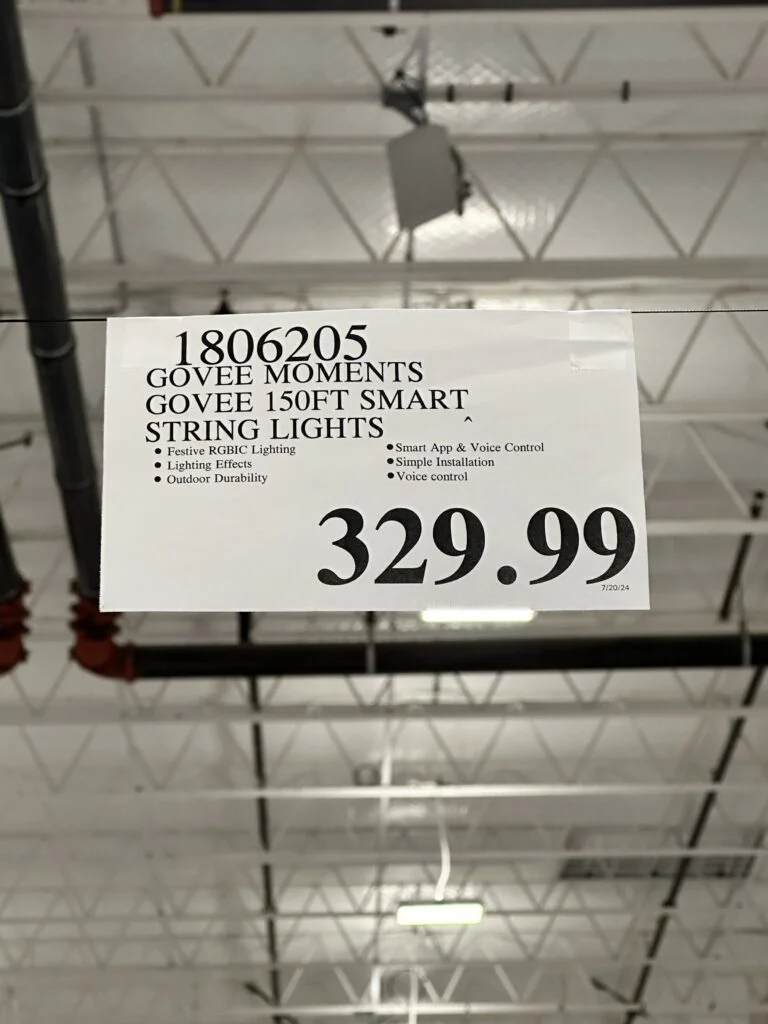 1806205
GOVEE MOMENTS
GOVEE 150FT SMART
STRING LIGHTS ^
• Festive RGBIC Lighting
• Lighting Effects
• Outdoor Durability
• Smart App & Voice Control
• Simple Installation
• Voice control
329.99
7/20/24